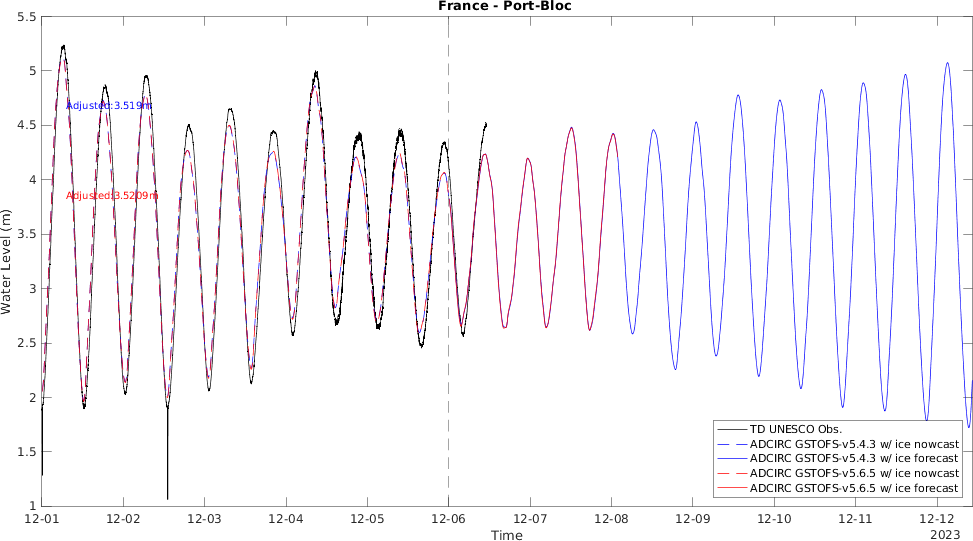 France - Port-Bloc
5.5
5
4.5
4
3.5
3
2.5
2
1.5
1
Water Level (m)
Adjusted:3.519m
Adjusted:3.5209m
TD UNESCO Obs.
ADCIRC GSTOFS-v5.4.3 w/ ice nowcast
ADCIRC GSTOFS-v5.4.3 w/ ice forecast
ADCIRC GSTOFS-v5.6.5 w/ ice nowcast
ADCIRC GSTOFS-v5.6.5 w/ ice forecast
12-01 12-02 12-03 12-04 12-05 12-06 12-07 12-08 12-09 12-10 12-11 12-12
Time
2023